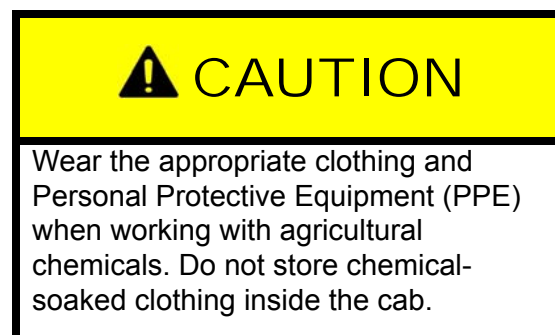 CAUTION
Wear the appropriate clothing and
Personal Protective Equipment (PPE)
when working with agricultural
chemicals. Do not store chemical-
soaked clothing inside the cab.